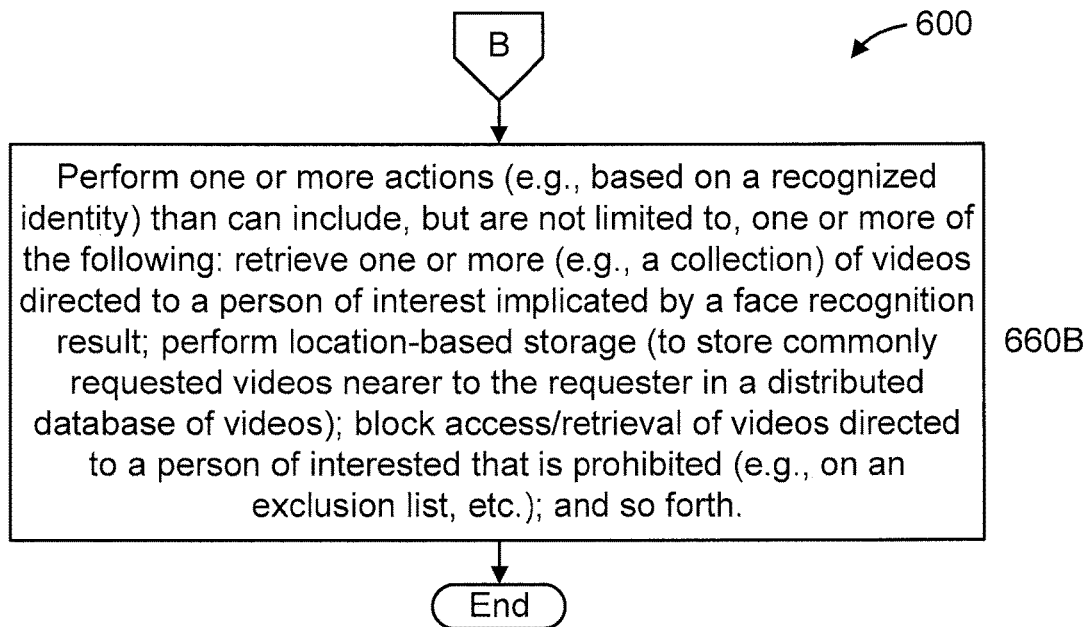 B
600
Perform one or more actions (e.g., based on a recognized
identity) than can include, but are not limited to, one or more of
the following: retrieve one or more (e.g., a collection) of videos
directed to a person of interest implicated by a face recognition
result; perform location-based storage (to store commonly
requested videos nearer to the requester in a distributed
database of videos); block access/retrieval of videos directed
to a person of interested that is prohibited (e.g., on an
exclusion list, etc.); and so forth.
660B
End